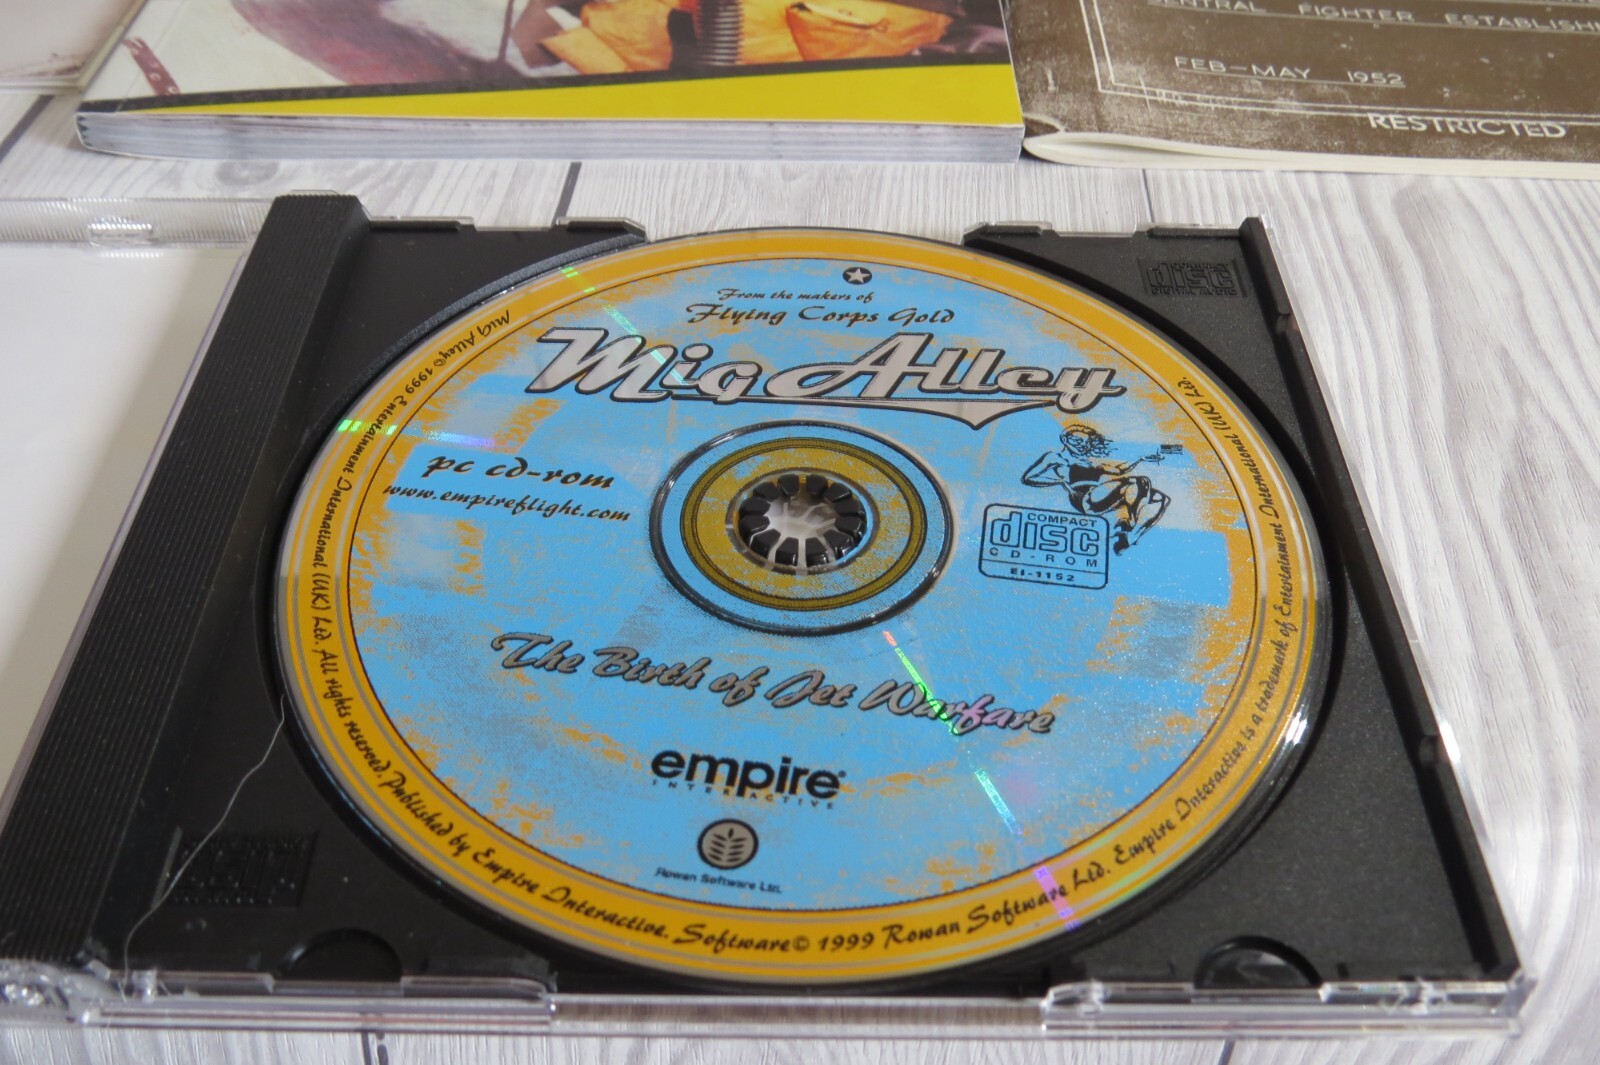 CENTRAL FIGHTER ESTABLISH
FEB-MAY 1952
RESTRICTED
disc
DIGITAL AUDIO
From the makers of
Flying Corps Gold
Mig Alley
pc cd-rom
www.empireflight.com
COMPACT
disc
CD-ROM
EI-1152
The Birth of Jet Warfare
empire
INTERACTIVE
Rowan Software Ltd.
MiG Alley© 1999 Entertainment International (UK) Ltd. All rights reserved. Published by Empire Interactive. Software © 1999 Rowan Software Ltd. Empire Interactive is a trademark of Entertainment International (UK) Ltd.